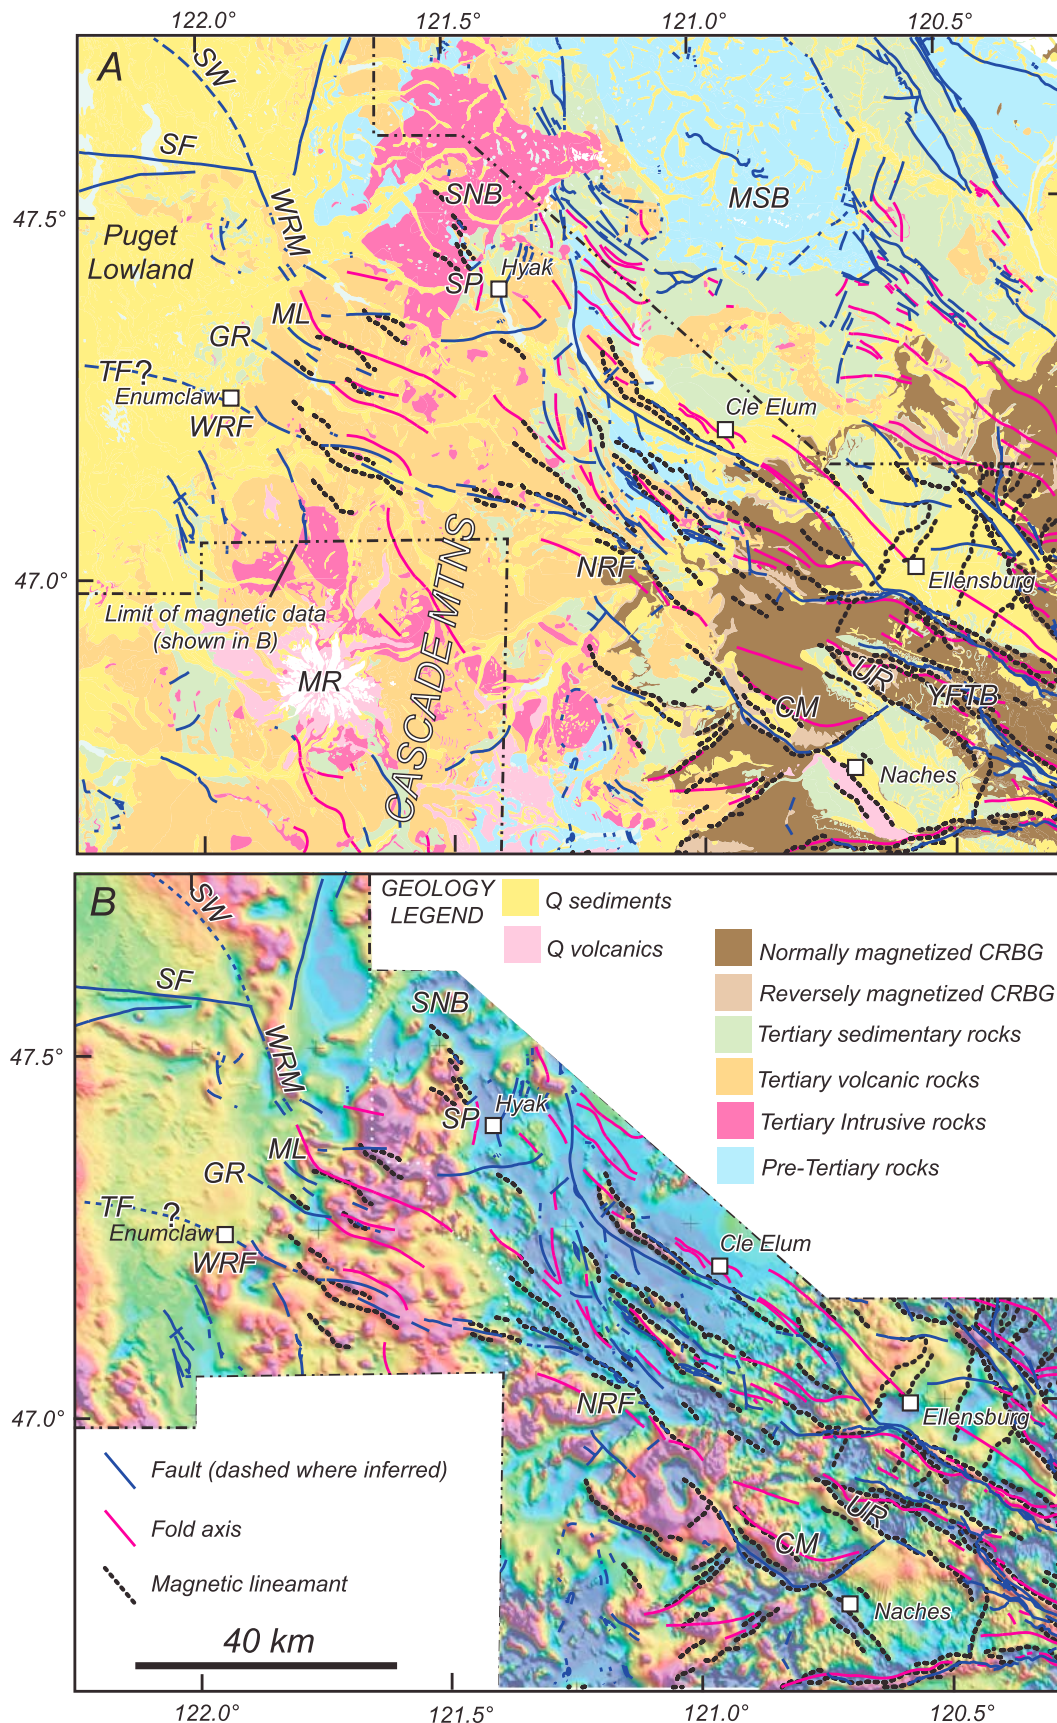 122.0°
121.5°
121.0°
120.5°
A
SW
SF
WRM
SNB
MSB
47.5°
Puget
Lowland
SP
Hyak
ML
GR
TF?
Enumclaw
WRF
Cle Elum
NRF
47.0°
Ellensburg
Limit of magnetic data
(shown in B)
MR
CASCADE MTNS
UR
YFTB
CM
Naches
B
SW
GEOLOGY
LEGEND
Q sediments
Q volcanics
Normally magnetized CRBG
Reversely magnetized CRBG
Tertiary sedimentary rocks
Tertiary volcanic rocks
Tertiary Intrusive rocks
Pre-Tertiary rocks
SF
SNB
47.5°
WRM
SP
Hyak
ML
GR
TF ?
Enumclaw
WRF
Cle Elum
NRF
47.0°
Ellensburg
Fault (dashed where inferred)
Fold axis
UR
CM
Magnetic lineamant
Naches
40 km
122.0°
121.5°
121.0°
120.5°